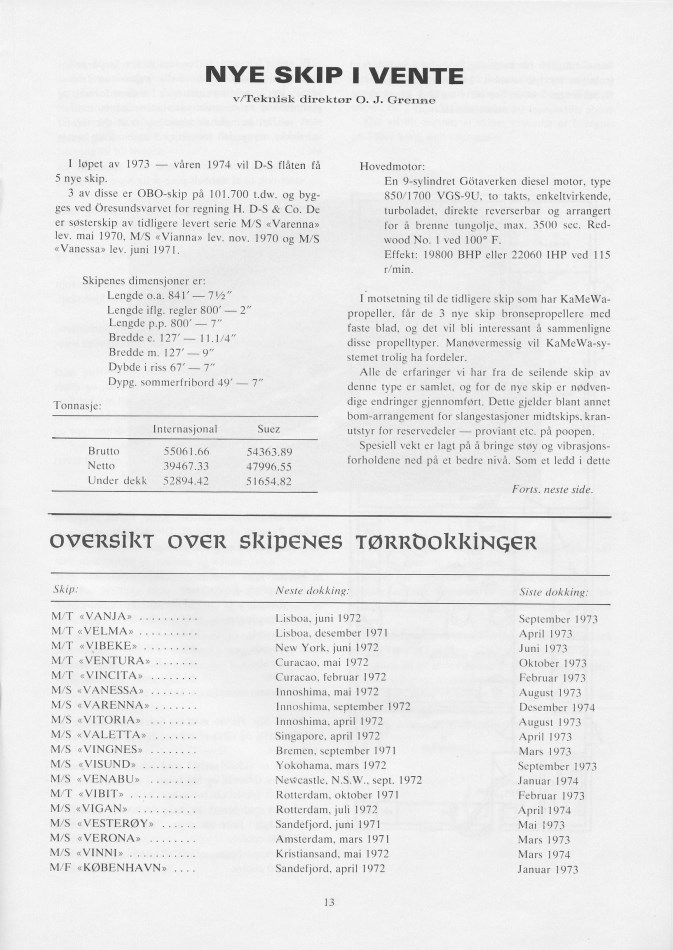 NYE SKIP I VENTE
v/Teknisk direktør O. J. Grenne
I løpet av 1973 — våren 1974 vil D-S flåten få
5 nye skip.
3 av disse er OBO-skip på 101.700 t.dw. og byg-
ges ved Öresundsvarvet for regning H. D-S & Co. De
er søsterskip av tidligere levert serie M/S «Varenna»
lev. mai 1970, M/S «Vianna» lev. nov. 1970 og M/S
«Vanessa» lev. juni 1971.
Skipenes dimensjoner er:
Lengde o.a. 841′ — 7½″
Lengde iflg. regler 800′ — 2″
Lengde p.p. 800′ — 7″
Bredde e. 127′ — 11.1/4″
Bredde m. 127′ — 9″
Dybde i riss 67′ — 7″
Dypg. sommerfribord 49′ — 7″
Tonnasje:
Internasjonal Suez
Brutto 55061.66 54363.89
Netto 39467.33 47996.55
Under dekk 52894.42 51654.82
Hovedmotor:
En 9-sylindret Götaverken diesel motor, type
850/1700 VGS-9U, to takts, enkeltvirkende,
turboladet, direkte reverserbar og arrangert
for å brenne tungolje, max. 3500 sec. Red-
wood No. 1 ved 100° F.
Effekt: 19800 BHP eller 22060 IHP ved 115
r/min.
I motsetning til de tidligere skip som har KaMeWa-
propeller, får de 3 nye skip bronsepropellere med
faste blad, og det vil bli interessant å sammenligne
disse propelltyper. Manøvermessig vil KaMeWa-sy-
stemet trolig ha fordeler.
Alle de erfaringer vi har fra de seilende skip av
denne type er samlet, og for de nye skip er nødven-
dige endringer gjennomført. Dette gjelder blant annet
bom-arrangement for slangestasjoner midtskips, kran-
utstyr for reservedeler — proviant etc. på poopen.
Spesiell vekt er lagt på å bringe støy og vibrasjons-
forholdene ned på et bedre nivå. Som et ledd i dette
Forts. neste side.
OVERSIKT OVER SKIPENES TØRRDOKKINGER
Skip: Neste dokking: Siste dokking:
M/T «VANJA» .......... Lisboa, juni 1972 September 1973
M/T «VELMA» .......... Lisboa, desember 1971 April 1973
M/T «VIBEKE» ......... New York, juni 1972 Juni 1973
M/T «VENTURA» ....... Curacao, mai 1972 Oktober 1973
M/T «VINCITA» ........ Curacao, februar 1972 Februar 1973
M/S «VANESSA» ........ Innoshima, mai 1972 August 1973
M/S «VARENNA» ....... Innoshima, september 1972 Desember 1974
M/S «VITORIA» ........ Innoshima, april 1972 August 1973
M/S «VALETTA» ....... Singapore, april 1972 April 1973
M/S «VINGNES» ........ Bremen, september 1971 Mars 1973
M/S «VISUND» ......... Yokohama, mars 1972 September 1973
M/S «VENABU» ........ Newcastle, N.S.W., sept. 1972 Januar 1974
M/T «VIBIT» ........... Rotterdam, oktober 1971 Februar 1973
M/S «VIGAN» .......... Rotterdam, juli 1972 April 1974
M/S «VESTERØY» ...... Sandefjord, juni 1971 Mai 1973
M/S «VERONA» ........ Amsterdam, mars 1971 Mars 1973
M/S «VINNI» ........... Kristiansand, mai 1972 Mars 1974
M/F «KØBENHAVN» .... Sandefjord, april 1972 Januar 1973
13